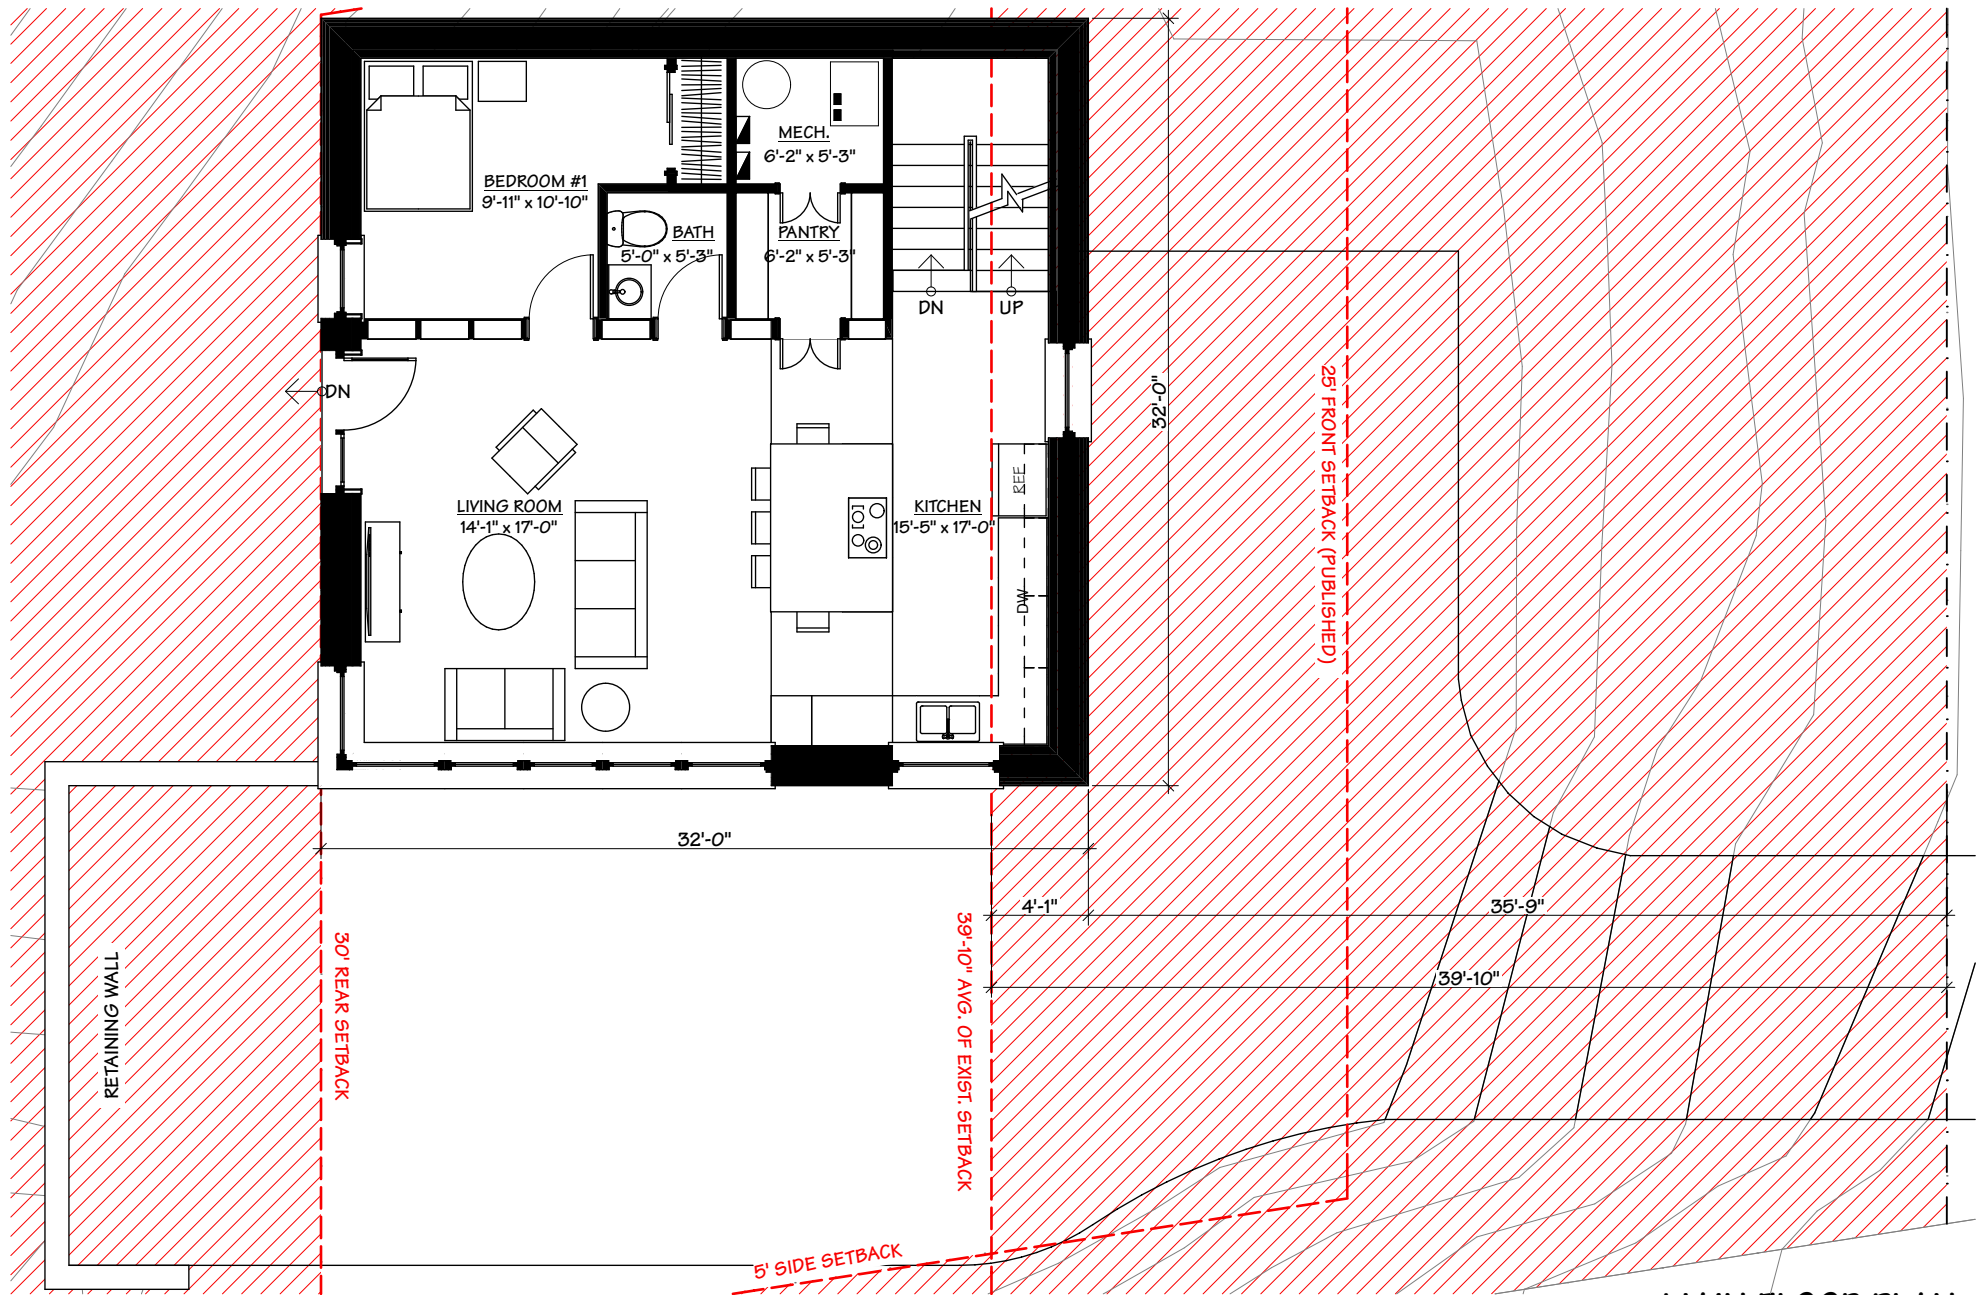 MECH.
6'-2" x 5'-3"
BEDROOM #1
9'-11" x 10'-10"
BATH
5'-0" x 5'-3"
PANTRY
6'-2" x 5'-3"
DN
UP
DN
32'-0"
25' FRONT SETBACK (PUBLISHED)
LIVING ROOM
14'-1" x 17'-0"
KITCHEN
15'-5" x 17'-0"
REF
DW
32'-0"
4'-1"
35'-9"
39'-10"
RETAINING WALL
30' REAR SETBACK
39'-10" AVG. OF EXIST. SETBACK
5' SIDE SETBACK